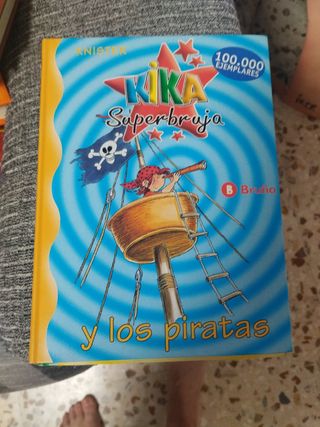 KNISTER
100.000
EJEMPLARES
KIKA
Superbruja
B Bruño
y los piratas